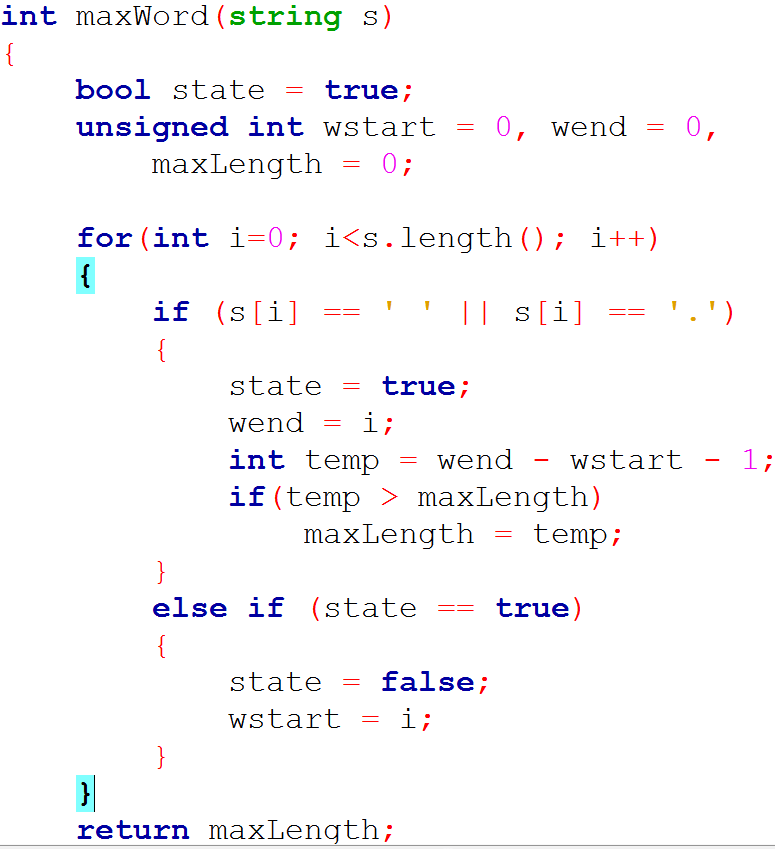 int maxWord(string s)
{
    bool state = true;
    unsigned int wstart = 0, wend = 0,
        maxLength = 0;

    for(int i=0; i<s.length(); i++)
    {
        if (s[i] == ' ' || s[i] == '.')
        {
            state = true;
            wend = i;
            int temp = wend - wstart - 1;
            if(temp > maxLength)
                maxLength = temp;
        }
        else if (state == true)
        {
            state = false;
            wstart = i;
        }
    }
    return maxLength;